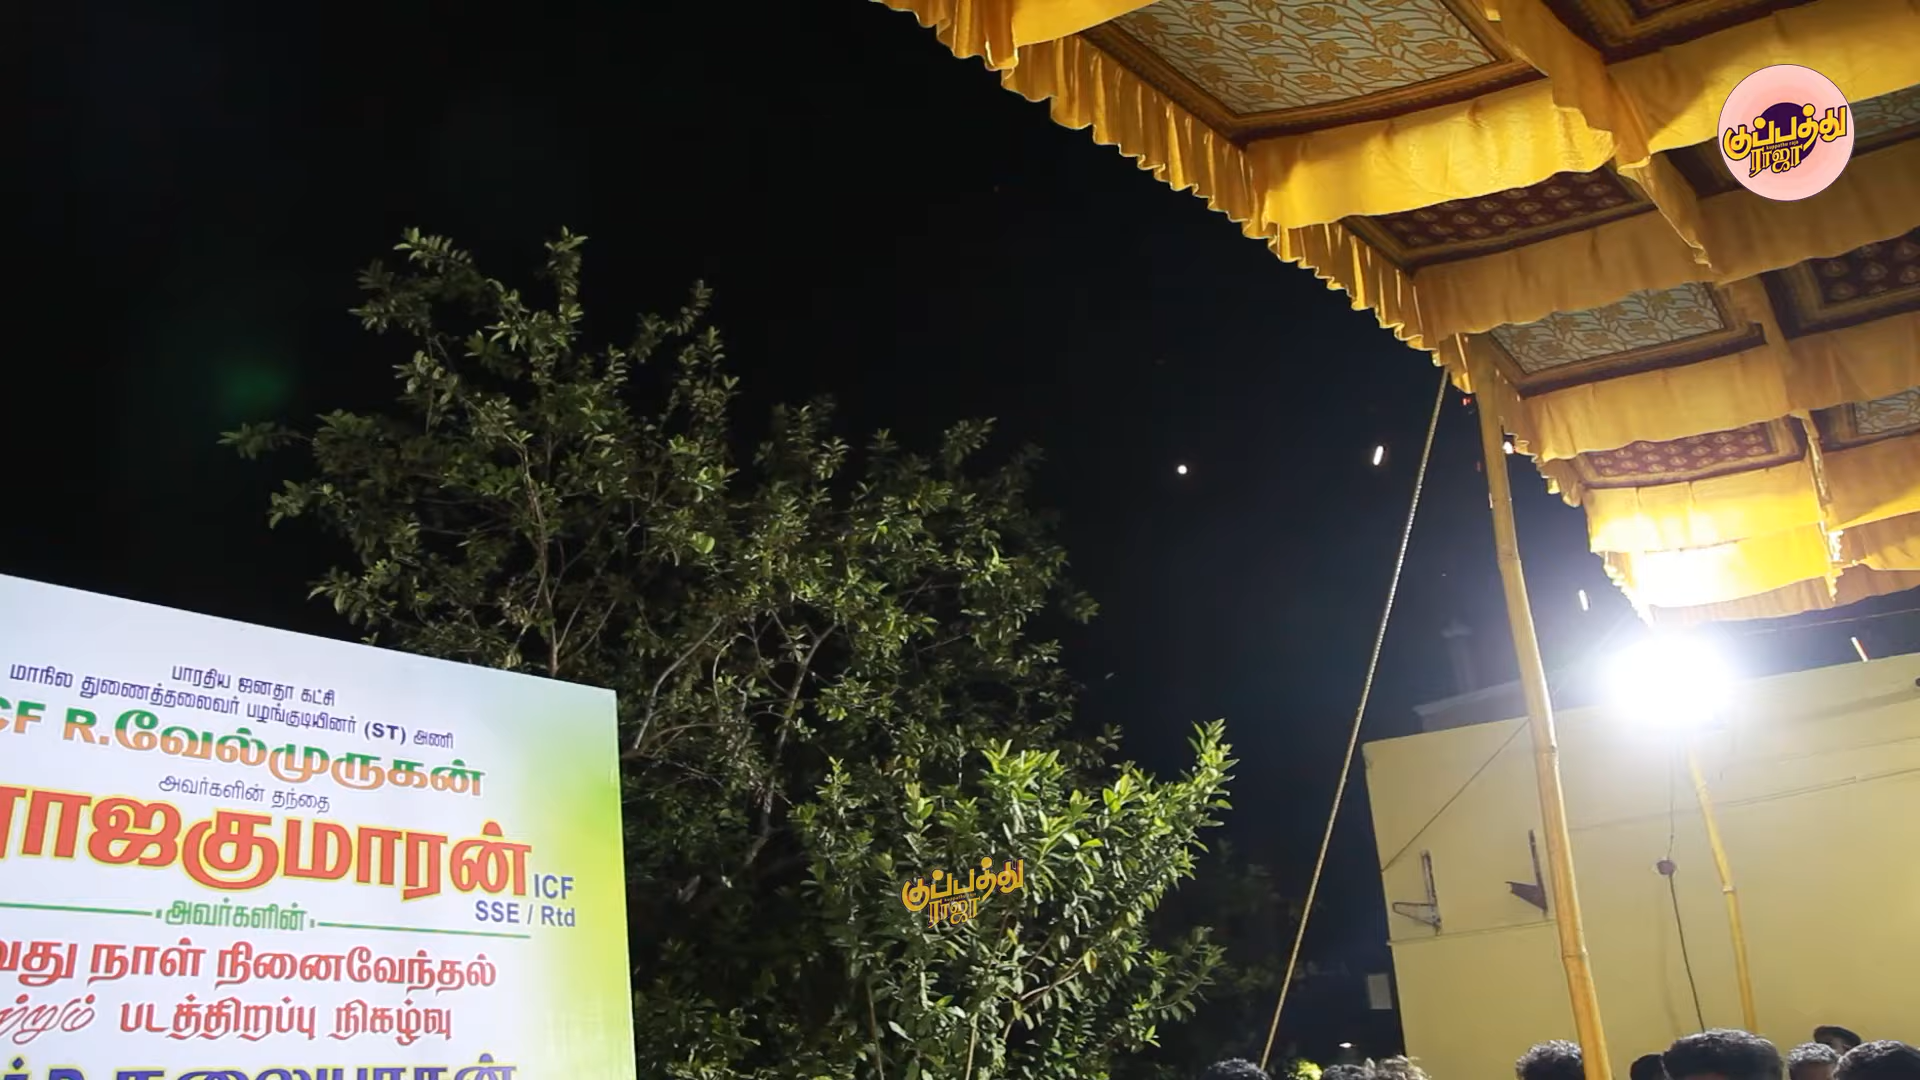 பாரதிய ஜனதா கட்சி
மாநில துணைத்தலைவர் பழங்குடியினர் (ST) அணி
CF R.வேல்முருகன்
அவர்களின் தந்தை
ராஜகுமாரன் ICF
SSE / Rtd
அவர்களின்
வது நாள் நினைவேந்தல்
படத்திறப்பு நிகழ்வு
குப்பத்து
ராஜா
குப்பத்து
ராஜா